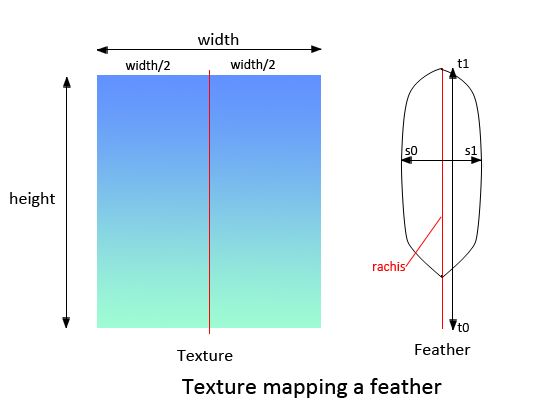 width
width/2 width/2
t1
s0 s1
height
rachis
t0
Texture
Feather
Texture mapping a feather